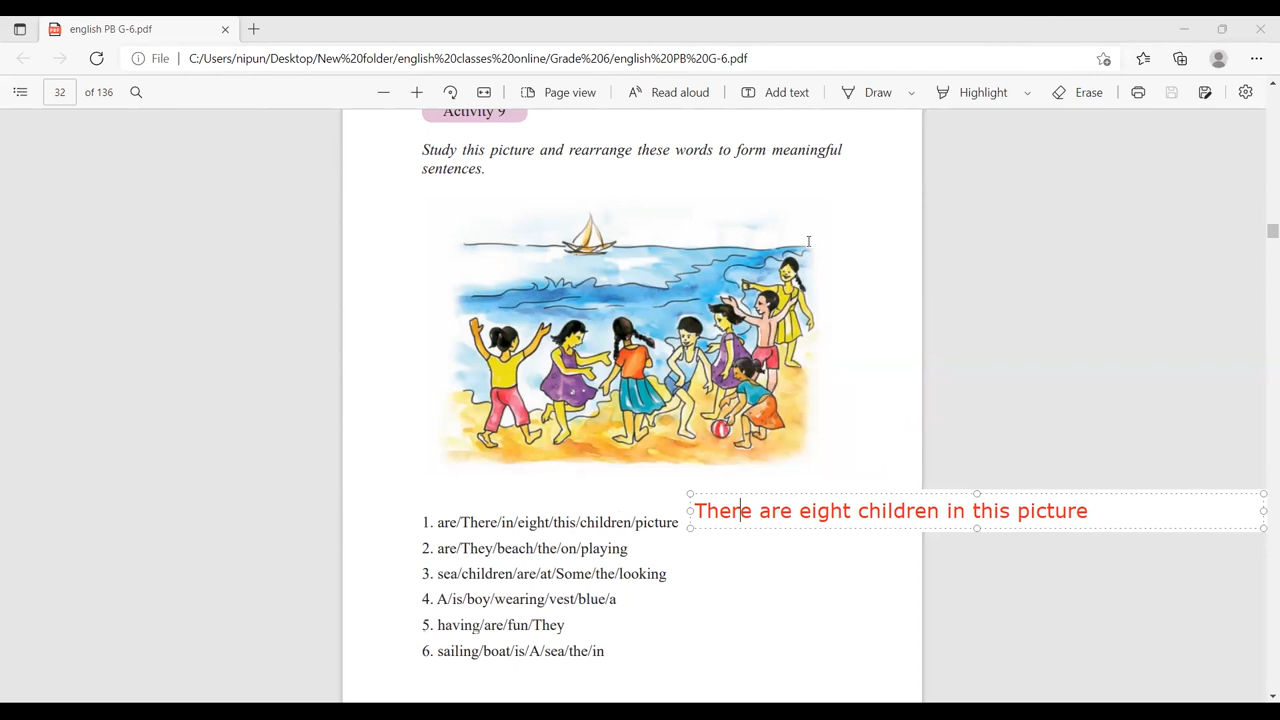 english PB G-6.pdf
File
C:/Users/nipun/Desktop/New%20folder/english%20classes%20online/Grade%206/english%20PB%20G-6.pdf
32 of 136
Page view
Read aloud
Add text
Draw
Highlight
Erase
Activity 9
Study this picture and rearrange these words to form meaningful
sentences.
There are eight children in this picture
1. are/There/in/eight/this/children/picture
2. are/They/beach/the/on/playing
3. sea/children/are/at/Some/the/looking
4. A/is/boy/wearing/vest/blue/a
5. having/are/fun/They
6. sailing/boat/is/A/sea/the/in